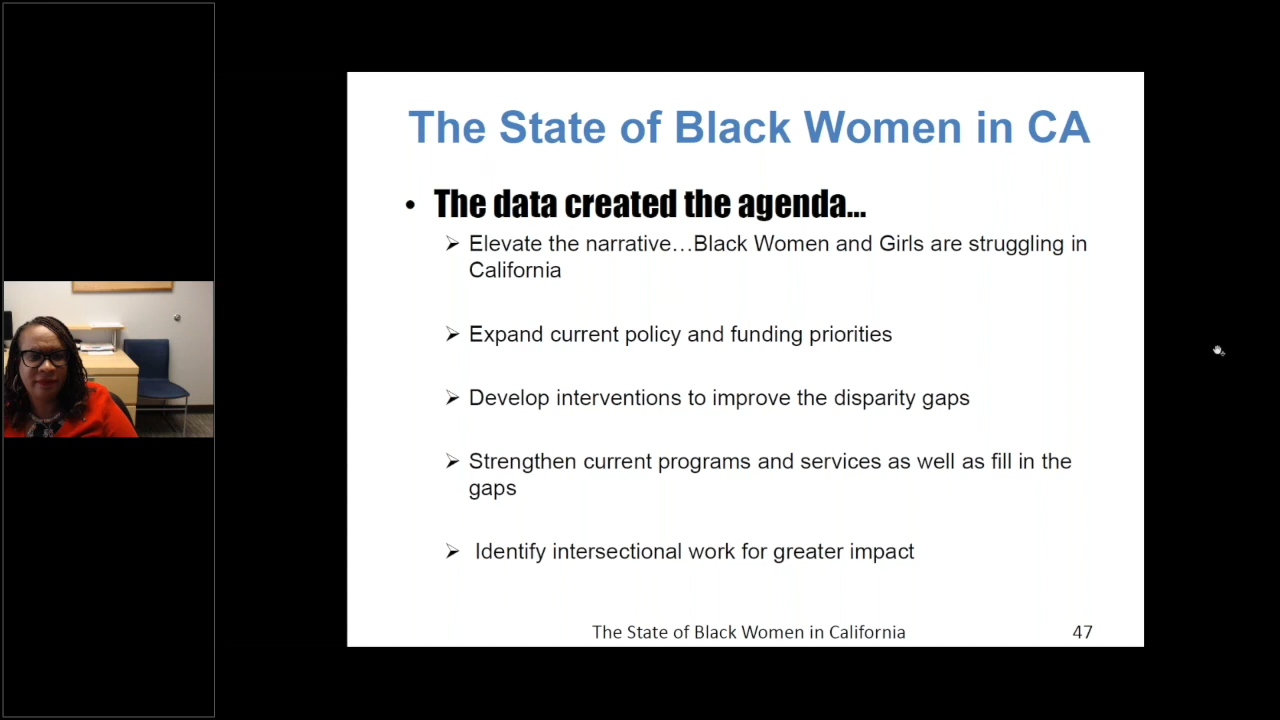 The State of Black Women in CA
• The data created the agenda...
➢ Elevate the narrative…Black Women and Girls are struggling in
California
➢ Expand current policy and funding priorities
➢ Develop interventions to improve the disparity gaps
➢ Strengthen current programs and services as well as fill in the
gaps
➢ Identify intersectional work for greater impact
The State of Black Women in California
47